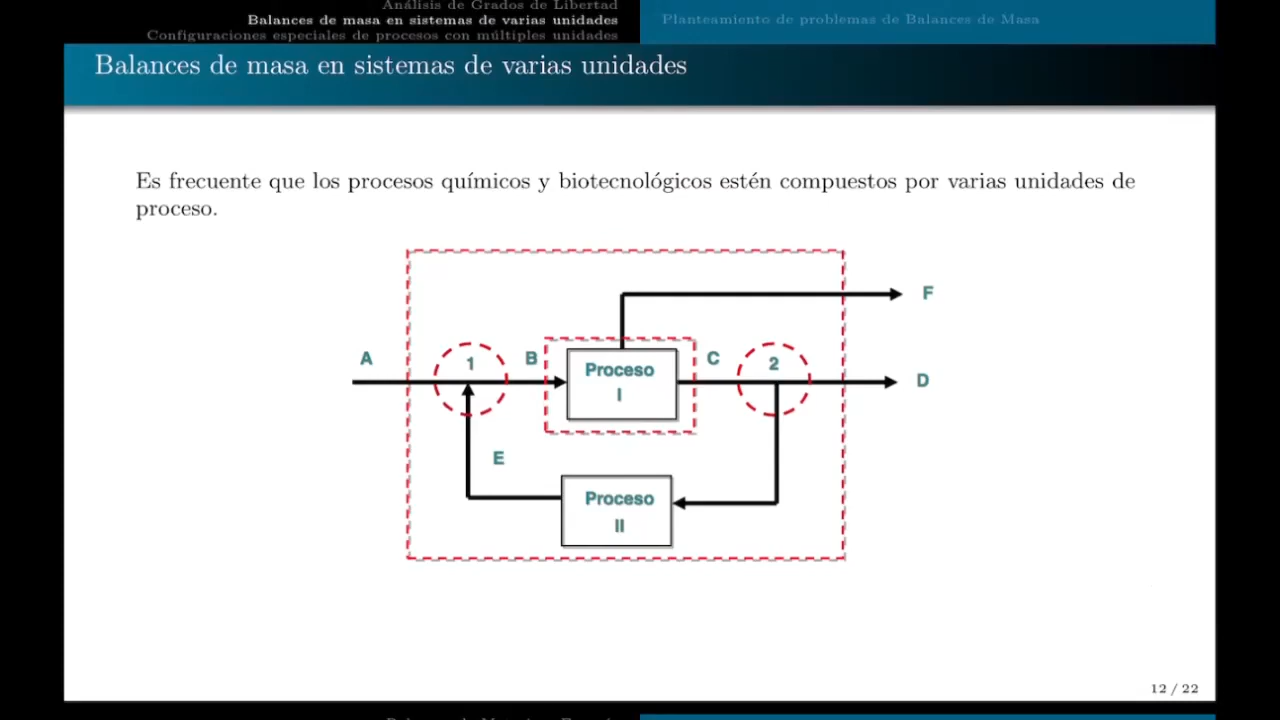 Análisis de Grados de Libertad
Balances de masa en sistemas de varias unidades
Configuraciones especiales de procesos con múltiples unidades
Planteamiento de problemas de Balances de Masa
Balances de masa en sistemas de varias unidades
Es frecuente que los procesos químicos y biotecnológicos estén compuestos por varias unidades de
proceso.
F
A
1
B
Proceso
I
C
2
D
E
Proceso
II
12 / 22